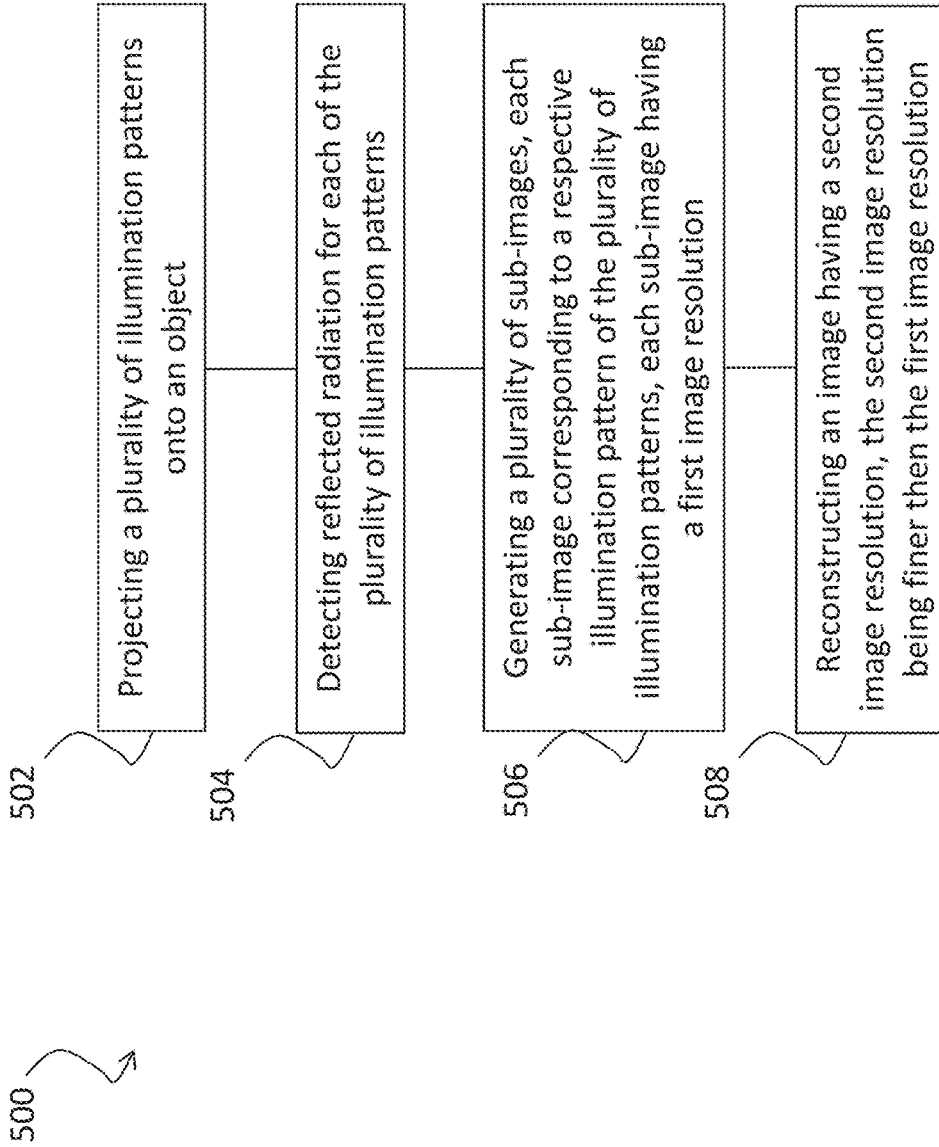 500
502
Projecting a plurality of illumination patterns
onto an object
504
Detecting reflected radiation for each of the
plurality of illumination patterns
506
Generating a plurality of sub-images, each
sub-image corresponding to a respective
illumination pattern of the plurality of
illumination patterns, each sub-image having
a first image resolution
508
Reconstructing an image having a second
image resolution, the second image resolution
being finer then the first image resolution